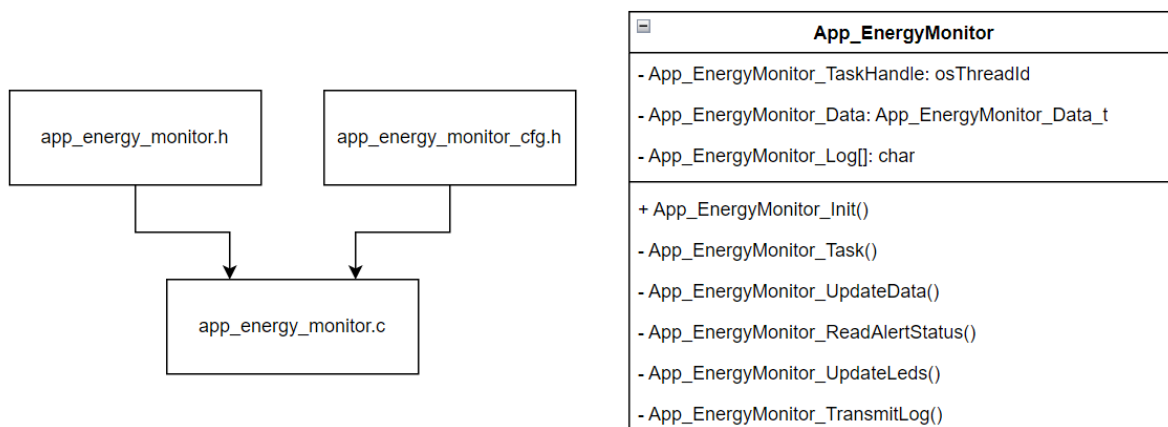 app_energy_monitor.h
app_energy_monitor_cfg.h
app_energy_monitor.c
App_EnergyMonitor
- App_EnergyMonitor_TaskHandle: osThreadId
- App_EnergyMonitor_Data: App_EnergyMonitor_Data_t
- App_EnergyMonitor_Log[]: char
+ App_EnergyMonitor_Init()
- App_EnergyMonitor_Task()
- App_EnergyMonitor_UpdateData()
- App_EnergyMonitor_ReadAlertStatus()
- App_EnergyMonitor_UpdateLeds()
- App_EnergyMonitor_TransmitLog()